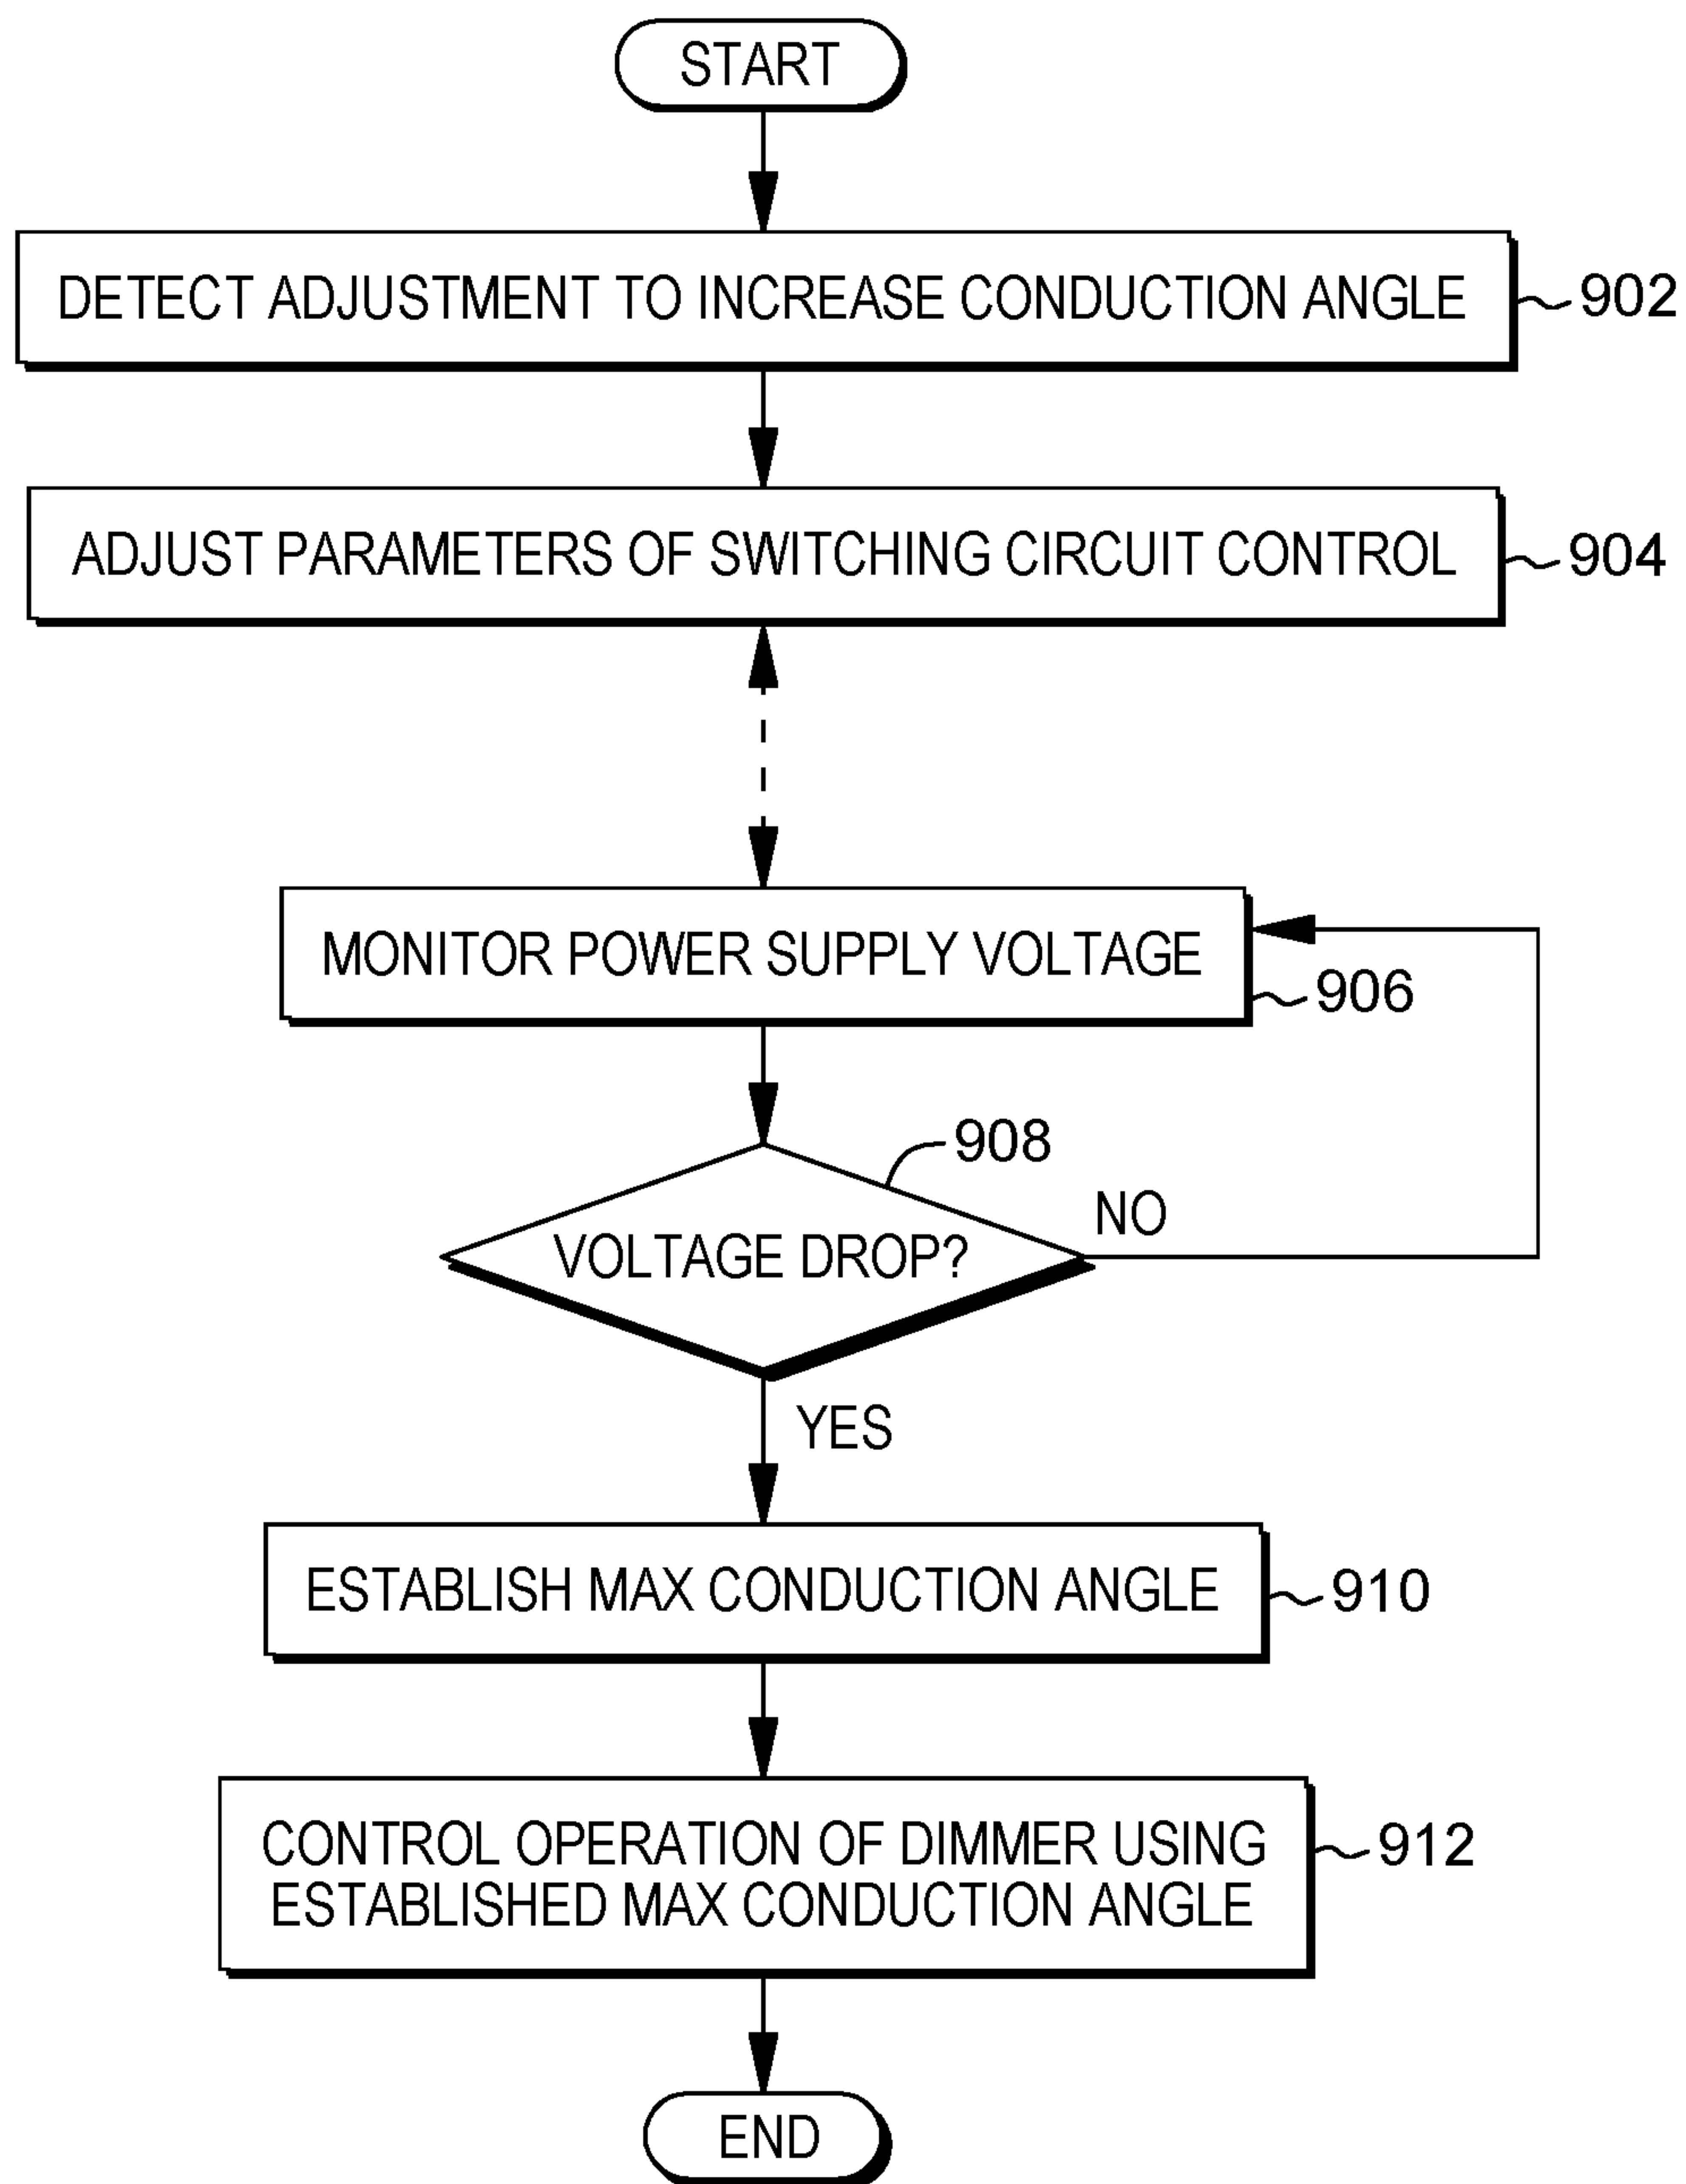 START
DETECT ADJUSTMENT TO INCREASE CONDUCTION ANGLE
902
ADJUST PARAMETERS OF SWITCHING CIRCUIT CONTROL
904
MONITOR POWER SUPPLY VOLTAGE
906
908
VOLTAGE DROP?
NO
YES
ESTABLISH MAX CONDUCTION ANGLE
910
CONTROL OPERATION OF DIMMER USING
ESTABLISHED MAX CONDUCTION ANGLE
912
END